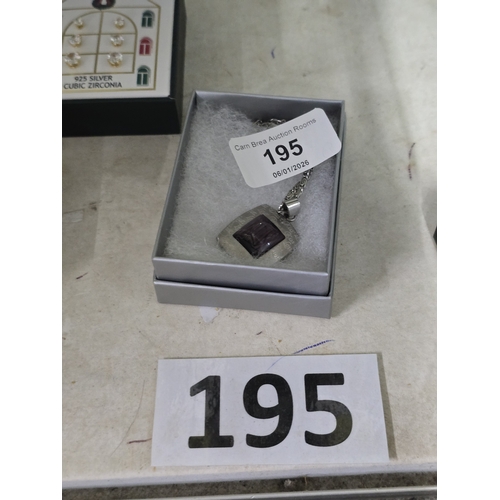 925 SILVER
CUBIC ZIRCONIA
Carn Brea Auction Rooms
195
06/01/2026
195